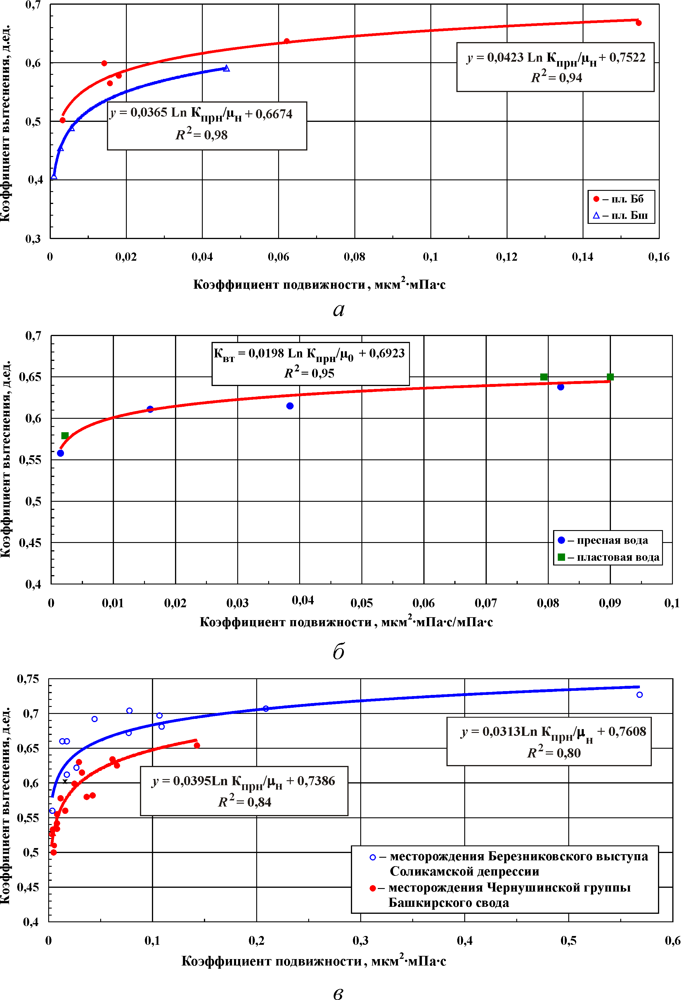 Коэффициент вытеснения, д.ед.
0,7
0,6
0,5
0,4
0,3
y = 0,0423 Ln Кпрн/μн + 0,7522
R² = 0,94
y = 0,0365 Ln Кпрн/μн + 0,6674
R² = 0,98
– пл. Бб
– пл. Бш
0 0,02 0,04 0,06 0,08 0,1 0,12 0,14 0,16
Коэффициент подвижности , мкм²·мПа·с
а
Коэффициент вытеснения, д.ед.
0,7
0,65
0,6
0,55
0,5
0,45
0,4
Квт = 0,0198 Ln Кпрн/μ0 + 0,6923
R² = 0,95
– пресная вода
– пластовая вода
0 0,01 0,02 0,03 0,04 0,05 0,06 0,07 0,08 0,09 0,1
Коэффициент подвижности , мкм²·мПа·с/мПа·с
б
Коэффициент вытеснения, д.ед.
0,75
0,7
0,65
0,6
0,55
0,5
0,45
0,4
y = 0,0313Ln Кпрн/μн + 0,7608
R² = 0,80
y = 0,0395Ln Кпрн/μн + 0,7386
R² = 0,84
– месторождения Березниковского выступа
Соликамской депрессии
– месторождения Чернушинской группы
Башкирского свода
0 0,1 0,2 0,3 0,4 0,5 0,6
Коэффициент подвижности , мкм²·мПа·с
в